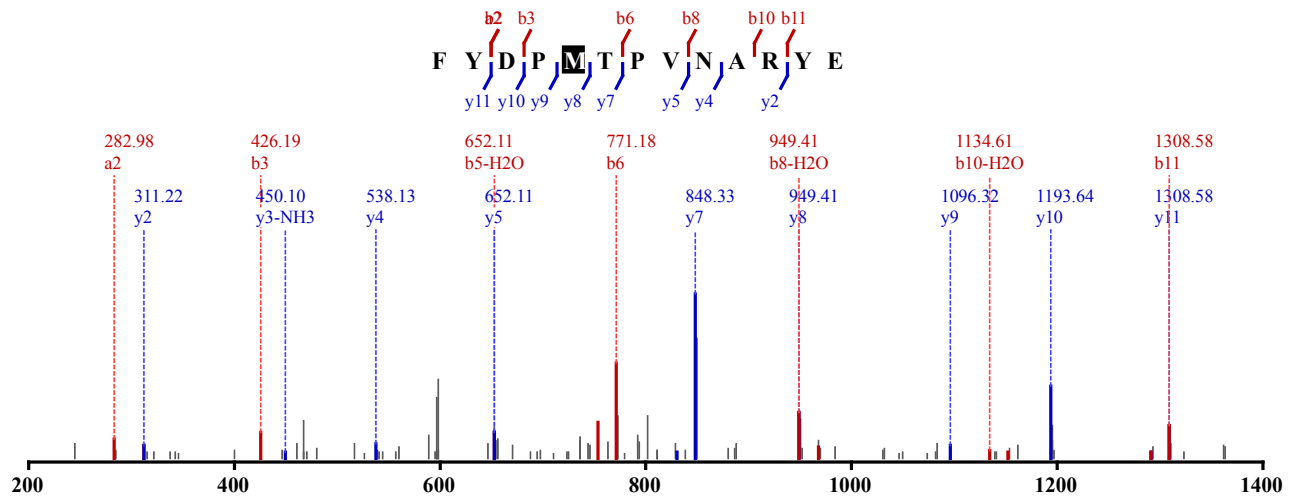 a2 b2 b3 b6 b8 b10 b11
F Y D P M T P V N A R Y E
y11 y10 y9 y8 y7 y5 y4 y2
282.98 426.19 652.11 771.18 949.41 1134.61 1308.58
a2 b3 b5-H2O b6 b8-H2O b10-H2O b11
311.22 450.10 538.13 652.11 848.33 949.41 1096.32 1193.64 1308.58
y2 y3-NH3 y4 y5 y7 y8 y9 y10 y11
200 400 600 800 1000 1200 1400